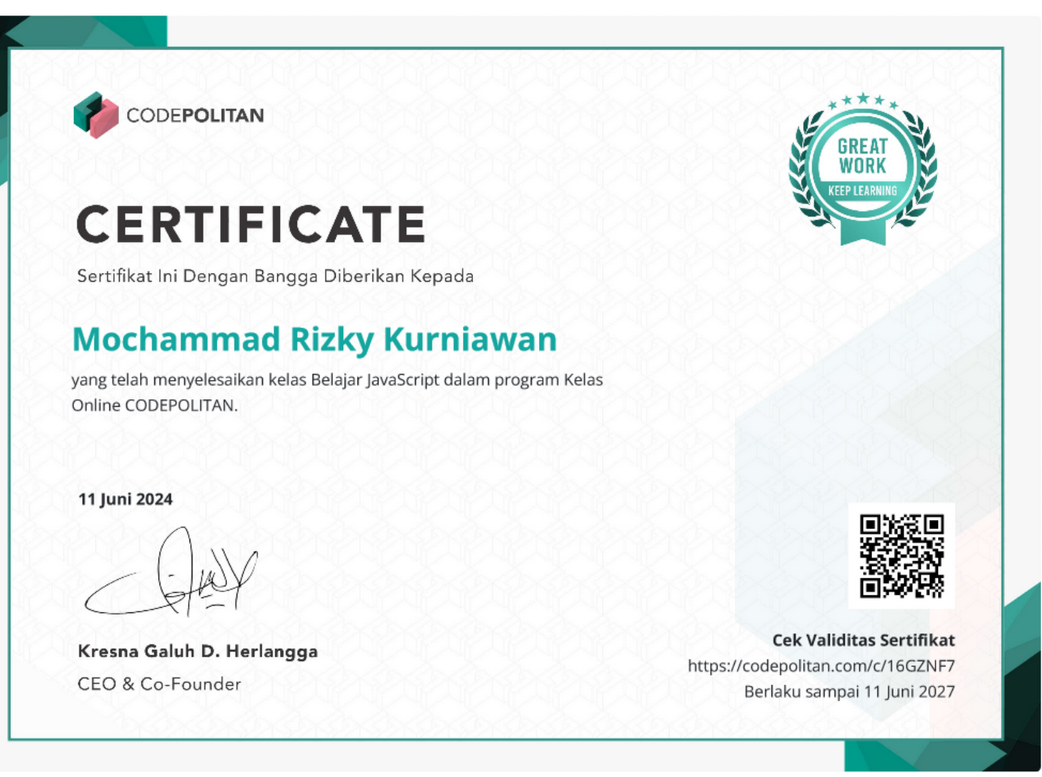 CODEPOLITAN
GREAT
WORK
KEEP LEARNING
CERTIFICATE
Sertifikat Ini Dengan Bangga Diberikan Kepada
Mochammad Rizky Kurniawan
yang telah menyelesaikan kelas Belajar JavaScript dalam program Kelas
Online CODEPOLITAN.
11 Juni 2024
Kresna Galuh D. Herlangga
CEO & Co-Founder
Cek Validitas Sertifikat
https://codepolitan.com/c/16GZNF7
Berlaku sampai 11 Juni 2027